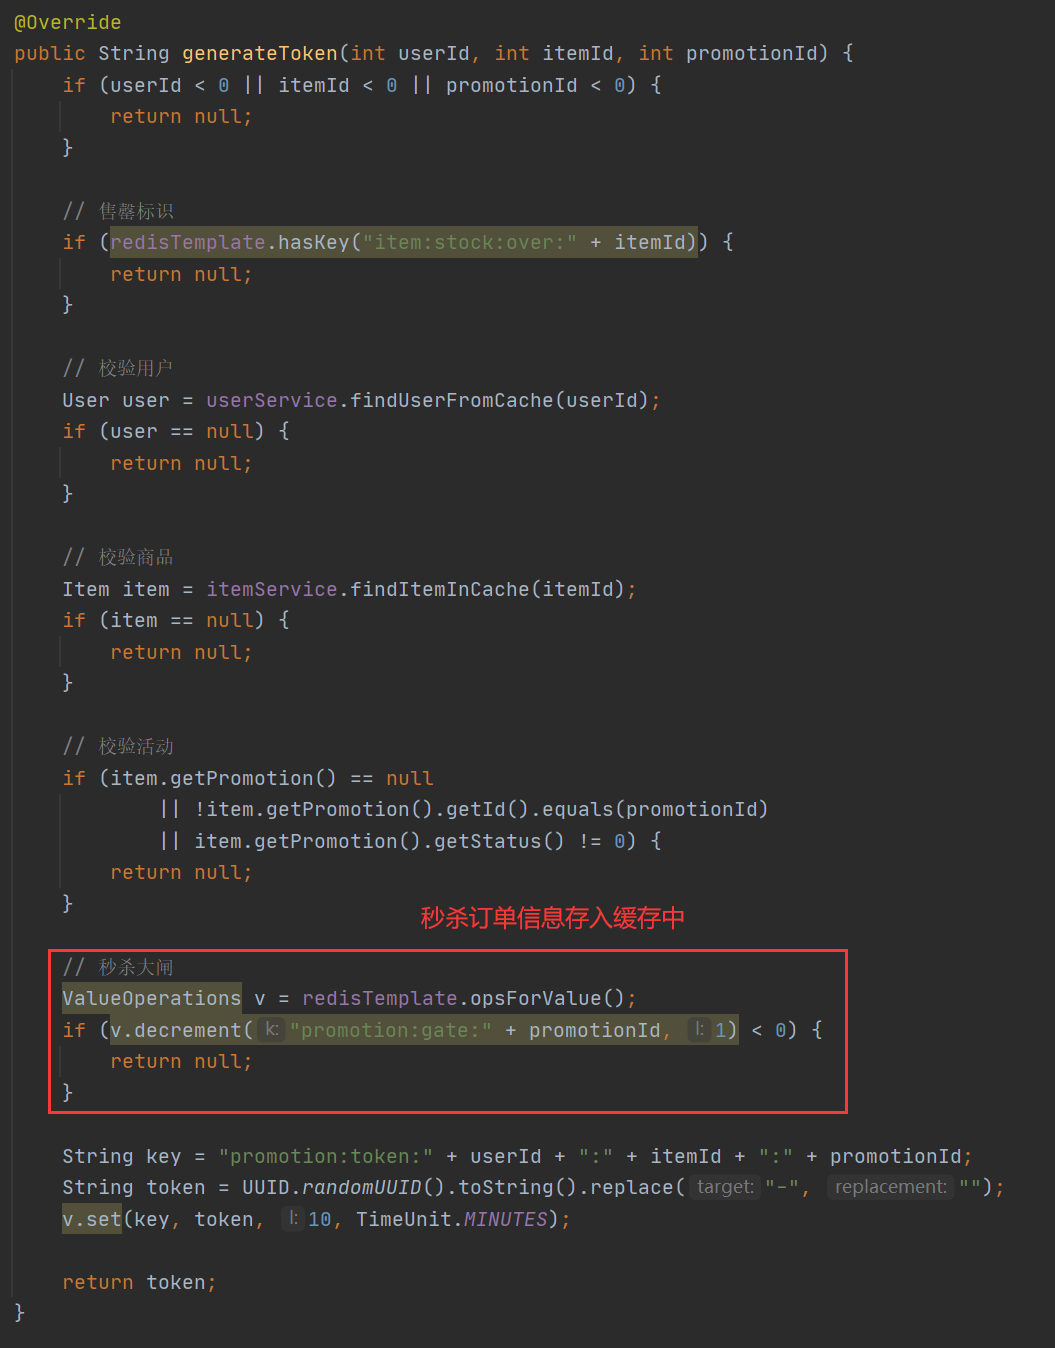 @Override
public String generateToken(int userId, int itemId, int promotionId) {
if (userId < 0 || itemId < 0 || promotionId < 0) {
return null;
}
// 售罄标识
if (redisTemplate.hasKey("item:stock:over:" + itemId)) {
return null;
}
// 校验用户
User user = userService.findUserFromCache(userId);
if (user == null) {
return null;
}
// 校验商品
Item item = itemService.findItemInCache(itemId);
if (item == null) {
return null;
}
// 校验活动
if (item.getPromotion() == null
|| !item.getPromotion().getId().equals(promotionId)
|| item.getPromotion().getStatus() != 0) {
return null;
}
秒杀订单信息存入缓存中
// 秒杀大闸
ValueOperations v = redisTemplate.opsForValue();
if (v.decrement( k: "promotion:gate:" + promotionId, l: 1) < 0) {
return null;
}
String key = "promotion:token:" + userId + ":" + itemId + ":" + promotionId;
String token = UUID.randomUUID().toString().replace( target: "-", replacement: "");
v.set(key, token, l: 10, TimeUnit.MINUTES);
return token;
}